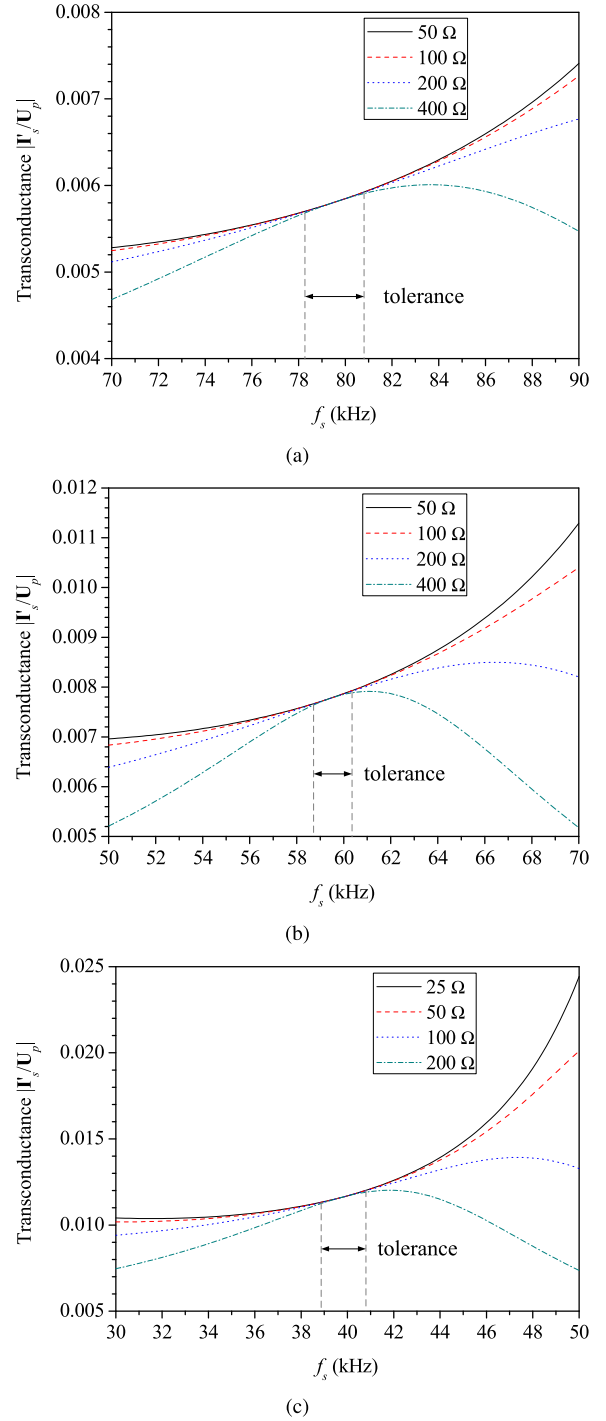 0.008
0.007
0.006
0.005
0.004
Transconductance |I'ₛ/Uₚ|
50 Ω
100 Ω
200 Ω
400 Ω
tolerance
70 72 74 76 78 80 82 84 86 88 90
fₛ (kHz)
(a)
0.012
0.011
0.010
0.009
0.008
0.007
0.006
0.005
Transconductance |I'ₛ/Uₚ|
50 Ω
100 Ω
200 Ω
400 Ω
tolerance
50 52 54 56 58 60 62 64 66 68 70
fₛ (kHz)
(b)
0.025
0.020
0.015
0.010
0.005
Transconductance |I'ₛ/Uₚ|
25 Ω
50 Ω
100 Ω
200 Ω
tolerance
30 32 34 36 38 40 42 44 46 48 50
fₛ (kHz)
(c)